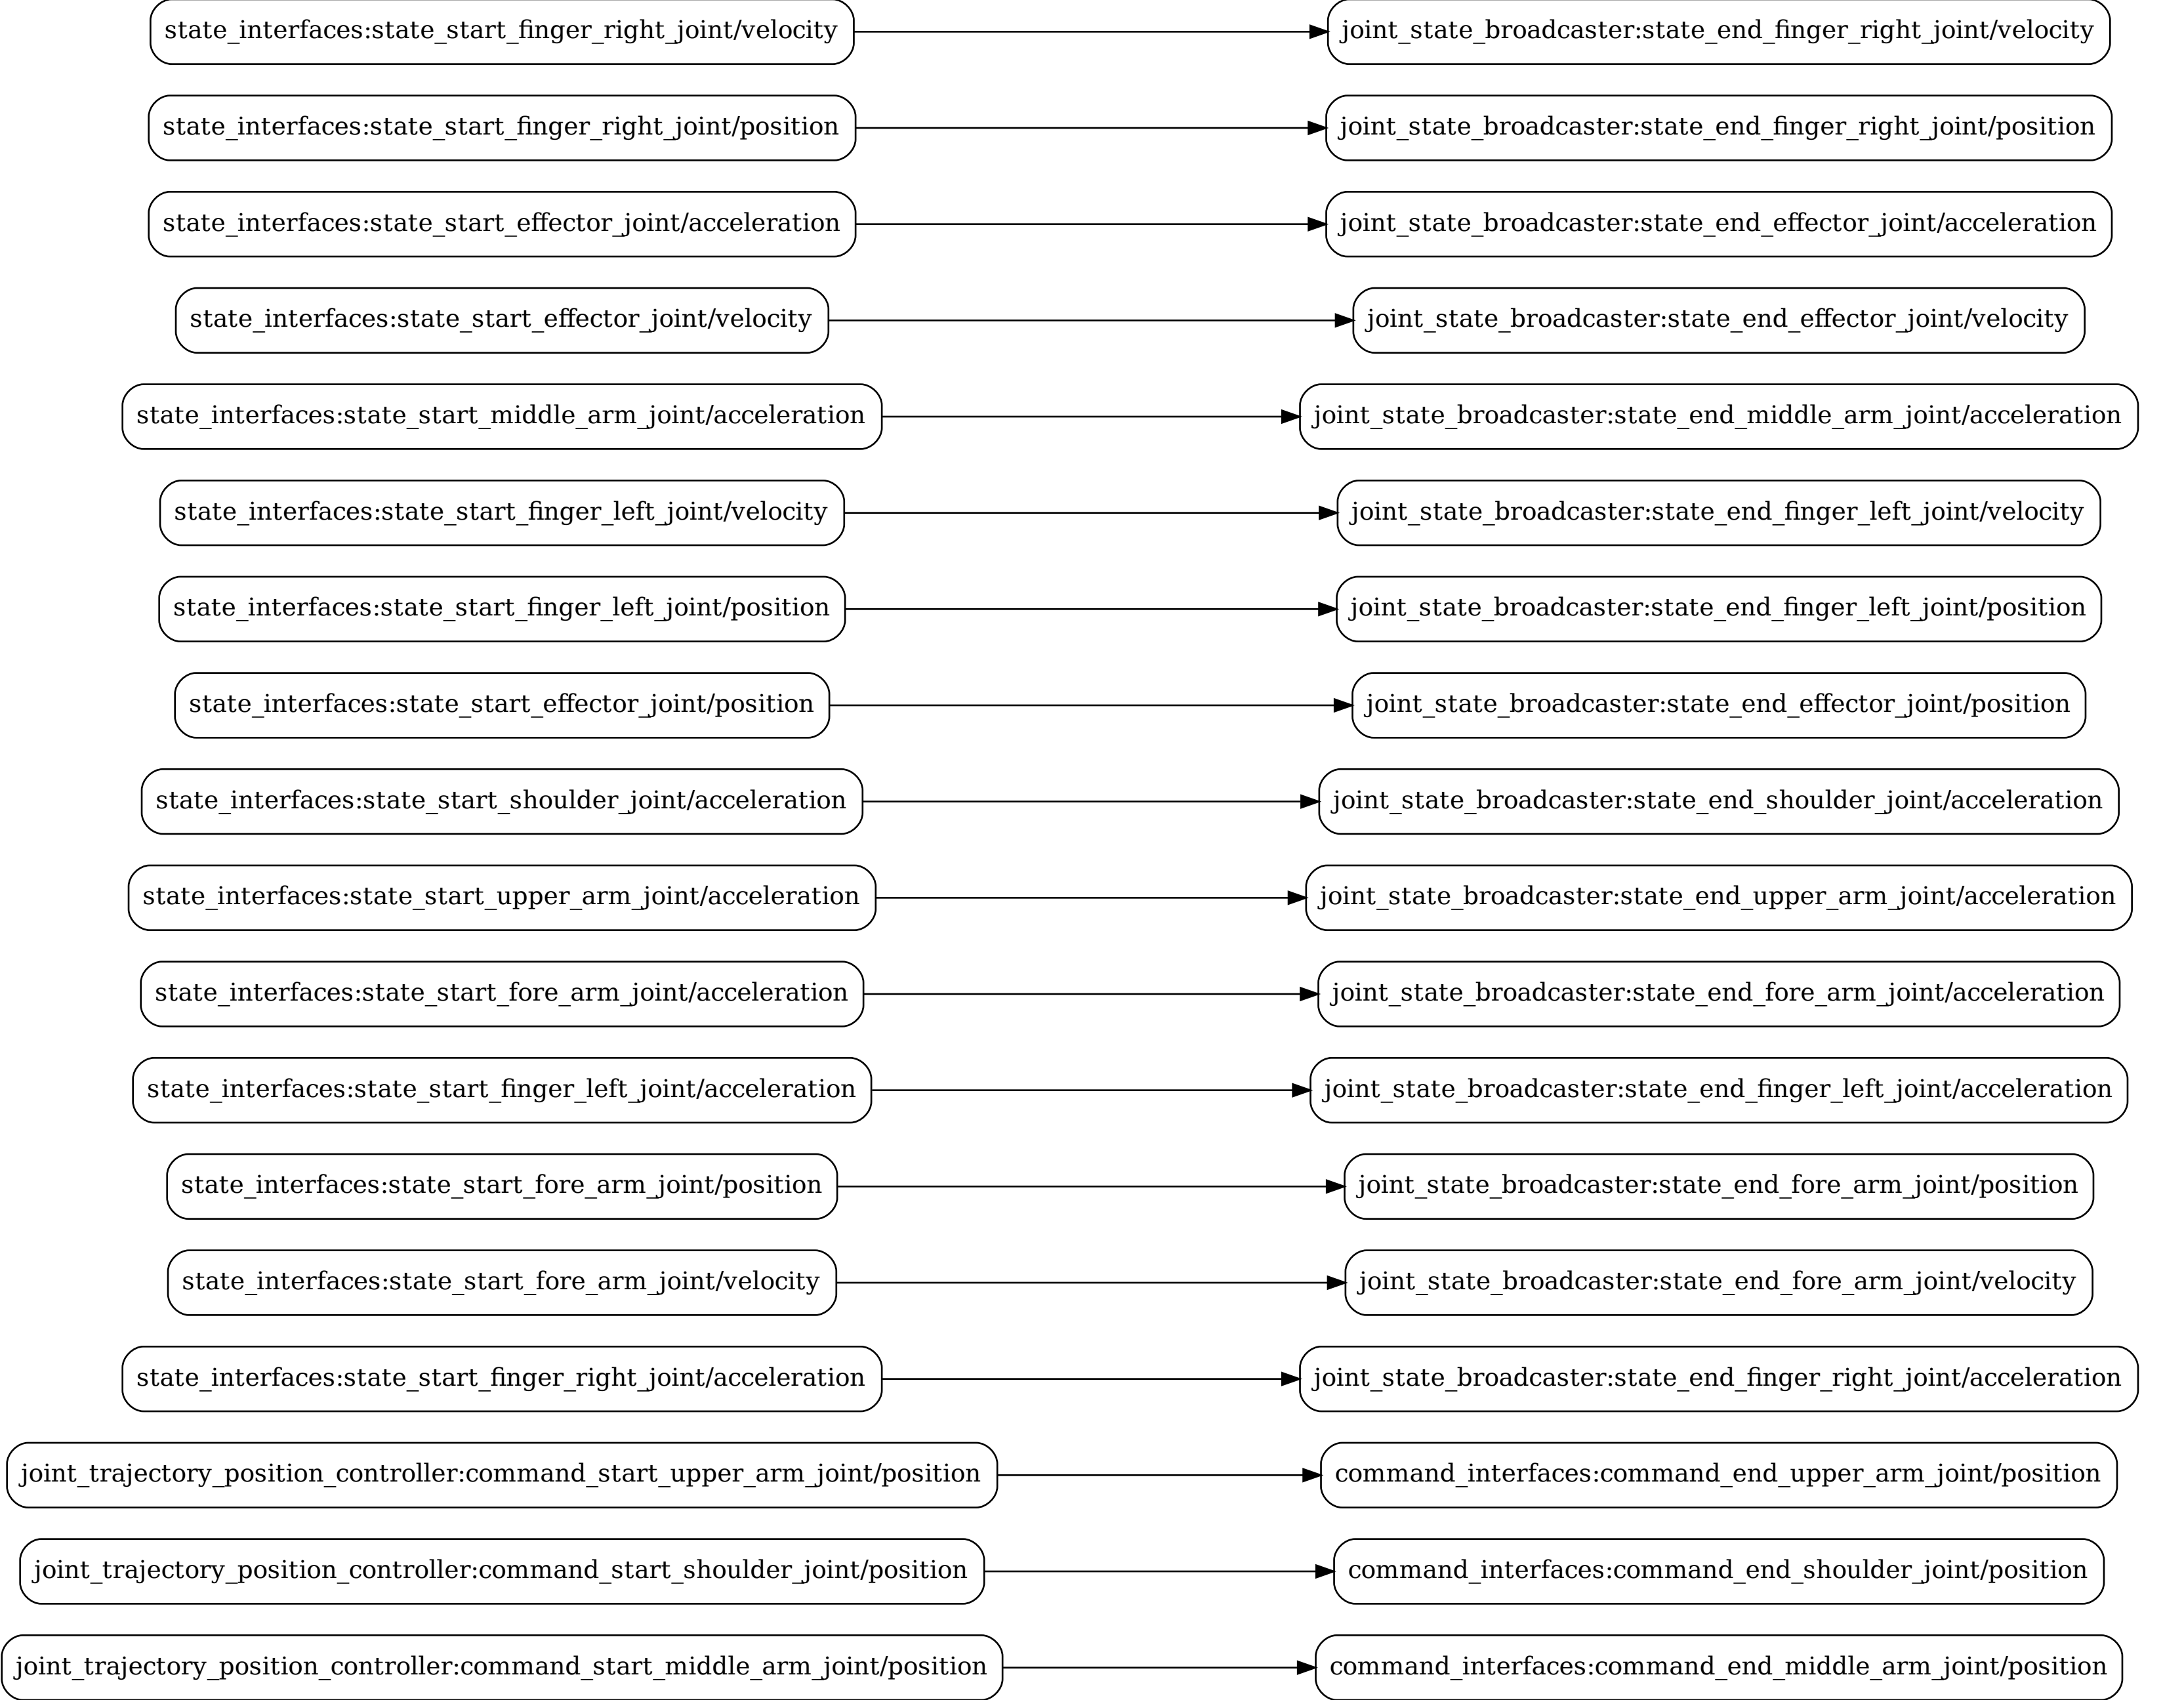 state_interfaces:state_start_finger_right_joint/velocity joint_state_broadcaster:state_end_finger_right_joint/velocity
state_interfaces:state_start_finger_right_joint/position joint_state_broadcaster:state_end_finger_right_joint/position
state_interfaces:state_start_effector_joint/acceleration joint_state_broadcaster:state_end_effector_joint/acceleration
state_interfaces:state_start_effector_joint/velocity joint_state_broadcaster:state_end_effector_joint/velocity
state_interfaces:state_start_middle_arm_joint/acceleration joint_state_broadcaster:state_end_middle_arm_joint/acceleration
state_interfaces:state_start_finger_left_joint/velocity joint_state_broadcaster:state_end_finger_left_joint/velocity
state_interfaces:state_start_finger_left_joint/position joint_state_broadcaster:state_end_finger_left_joint/position
state_interfaces:state_start_effector_joint/position joint_state_broadcaster:state_end_effector_joint/position
state_interfaces:state_start_shoulder_joint/acceleration joint_state_broadcaster:state_end_shoulder_joint/acceleration
state_interfaces:state_start_upper_arm_joint/acceleration joint_state_broadcaster:state_end_upper_arm_joint/acceleration
state_interfaces:state_start_fore_arm_joint/acceleration joint_state_broadcaster:state_end_fore_arm_joint/acceleration
state_interfaces:state_start_finger_left_joint/acceleration joint_state_broadcaster:state_end_finger_left_joint/acceleration
state_interfaces:state_start_fore_arm_joint/position joint_state_broadcaster:state_end_fore_arm_joint/position
state_interfaces:state_start_fore_arm_joint/velocity joint_state_broadcaster:state_end_fore_arm_joint/velocity
state_interfaces:state_start_finger_right_joint/acceleration joint_state_broadcaster:state_end_finger_right_joint/acceleration
joint_trajectory_position_controller:command_start_upper_arm_joint/position command_interfaces:command_end_upper_arm_joint/position
joint_trajectory_position_controller:command_start_shoulder_joint/position command_interfaces:command_end_shoulder_joint/position
joint_trajectory_position_controller:command_start_middle_arm_joint/position command_interfaces:command_end_middle_arm_joint/position